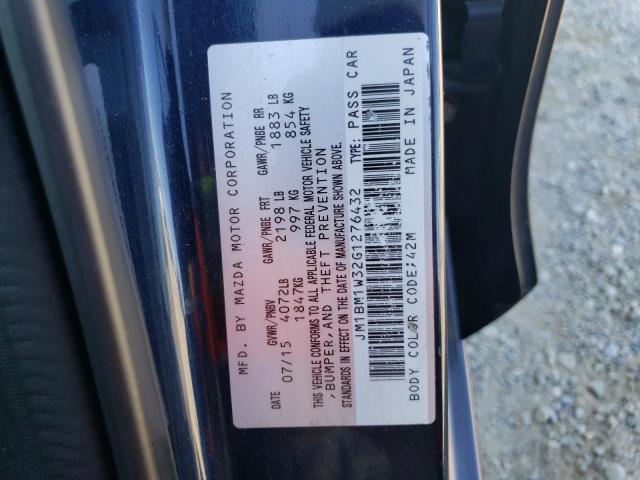 MFD. BY MAZDA MOTOR CORPORATION
GVWR/PNBV GAWR/PNBE FRT GAWR/PNBE RR
DATE 07/15 4072LB 2198LB 1883 LB
1847KG 997 KG 854 KG
THIS VEHICLE CONFORMS TO ALL APPLICABLE FEDERAL MOTOR VEHICLE SAFETY
,BUMPER,AND THEFT PREVENTION
STANDARDS IN EFFECT ON THE DATE OF MANUFACTURE SHOWN ABOVE.
JM1BM1W32G1276432 TYPE: PASS CAR
BODY COLOR CODE:42M MADE IN JAPAN